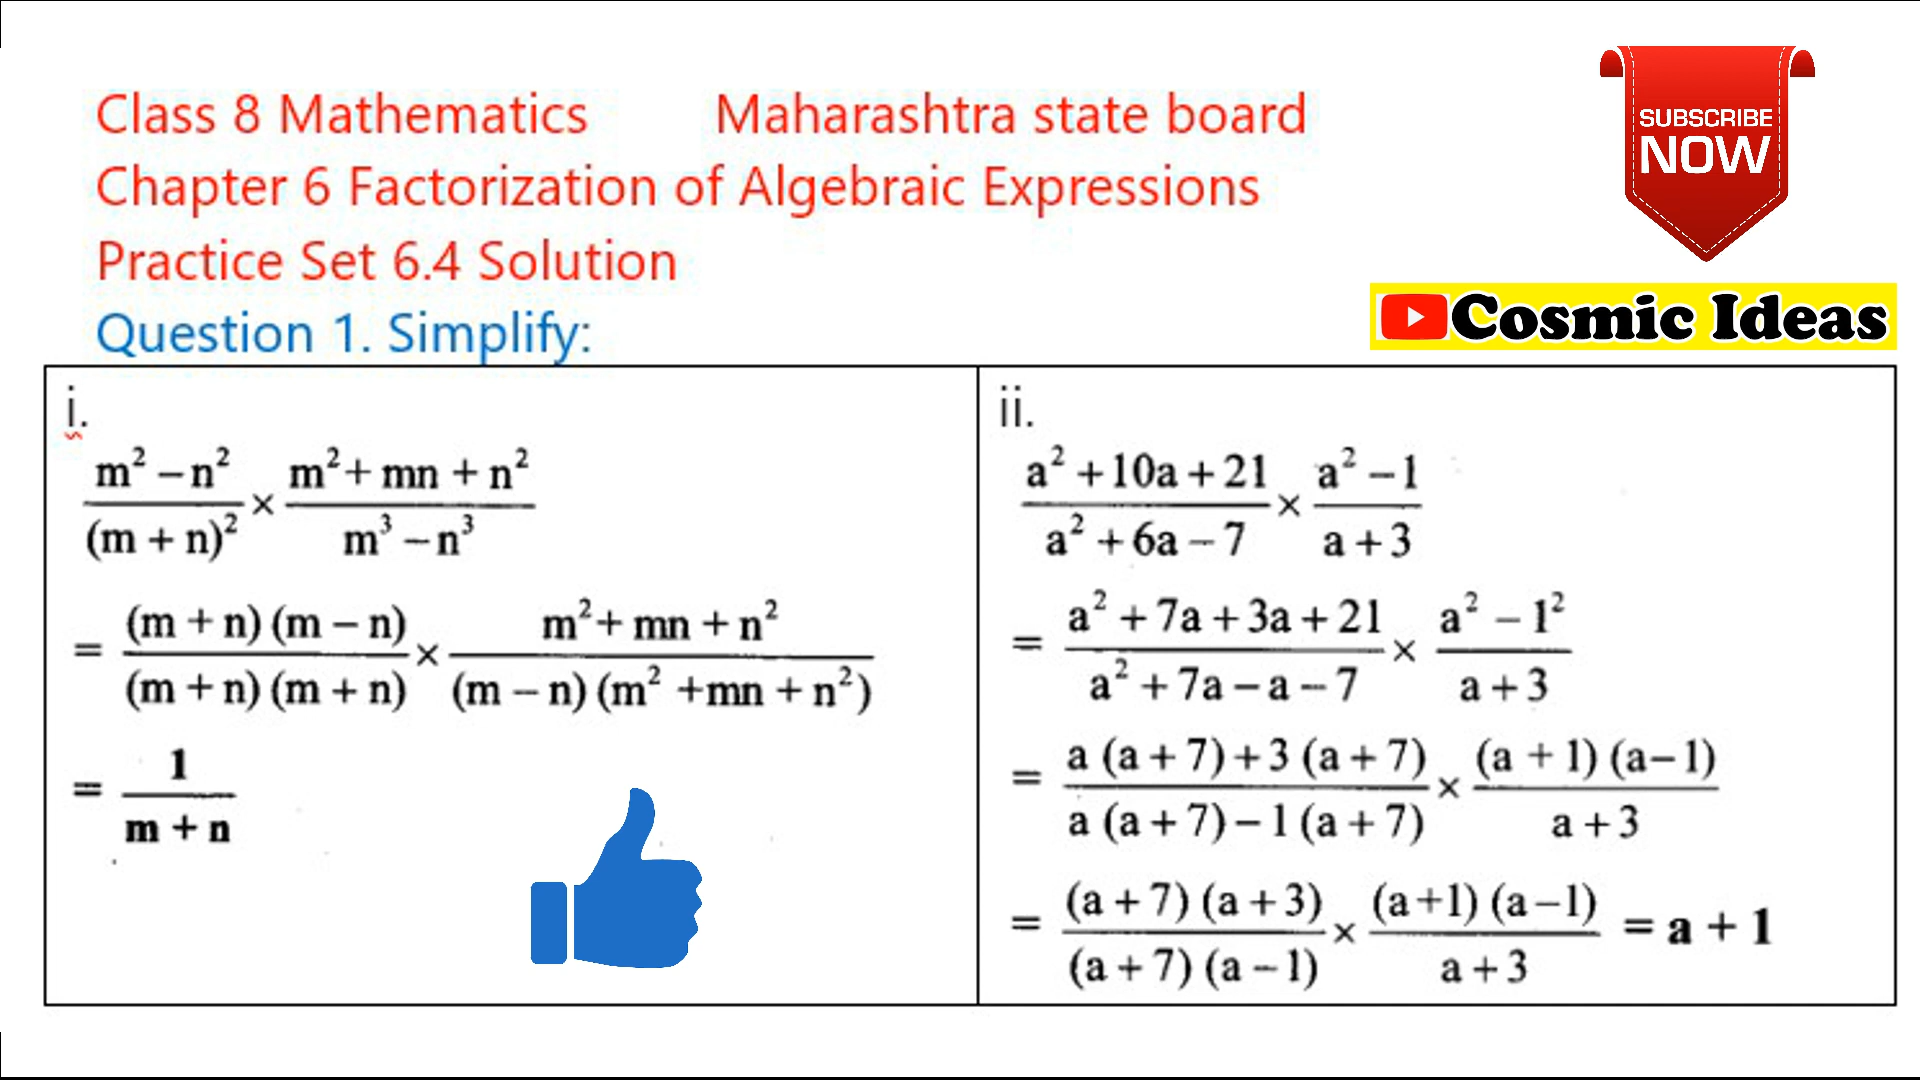 Class 8 Mathematics Maharashtra state board
Chapter 6 Factorization of Algebraic Expressions
Practice Set 6.4 Solution
Question 1. Simplify:
SUBSCRIBE
NOW
Cosmic Ideas
i.
m² – n² / (m + n)² × m² + mn + n² / m³ – n³
= (m + n) (m – n) / (m + n) (m + n) × m² + mn + n² / (m – n) (m² + mn + n²)
= 1 / m + n
ii.
a² + 10a + 21 / a² + 6a – 7 × a² – 1 / a + 3
= a² + 7a + 3a + 21 / a² + 7a – a – 7 × a² – 1² / a + 3
= a (a + 7) + 3 (a + 7) / a (a + 7) – 1 (a + 7) × (a + 1) (a – 1) / a + 3
= (a + 7) (a + 3) / (a + 7) (a – 1) × (a+1) (a – 1) / a + 3 = a + 1